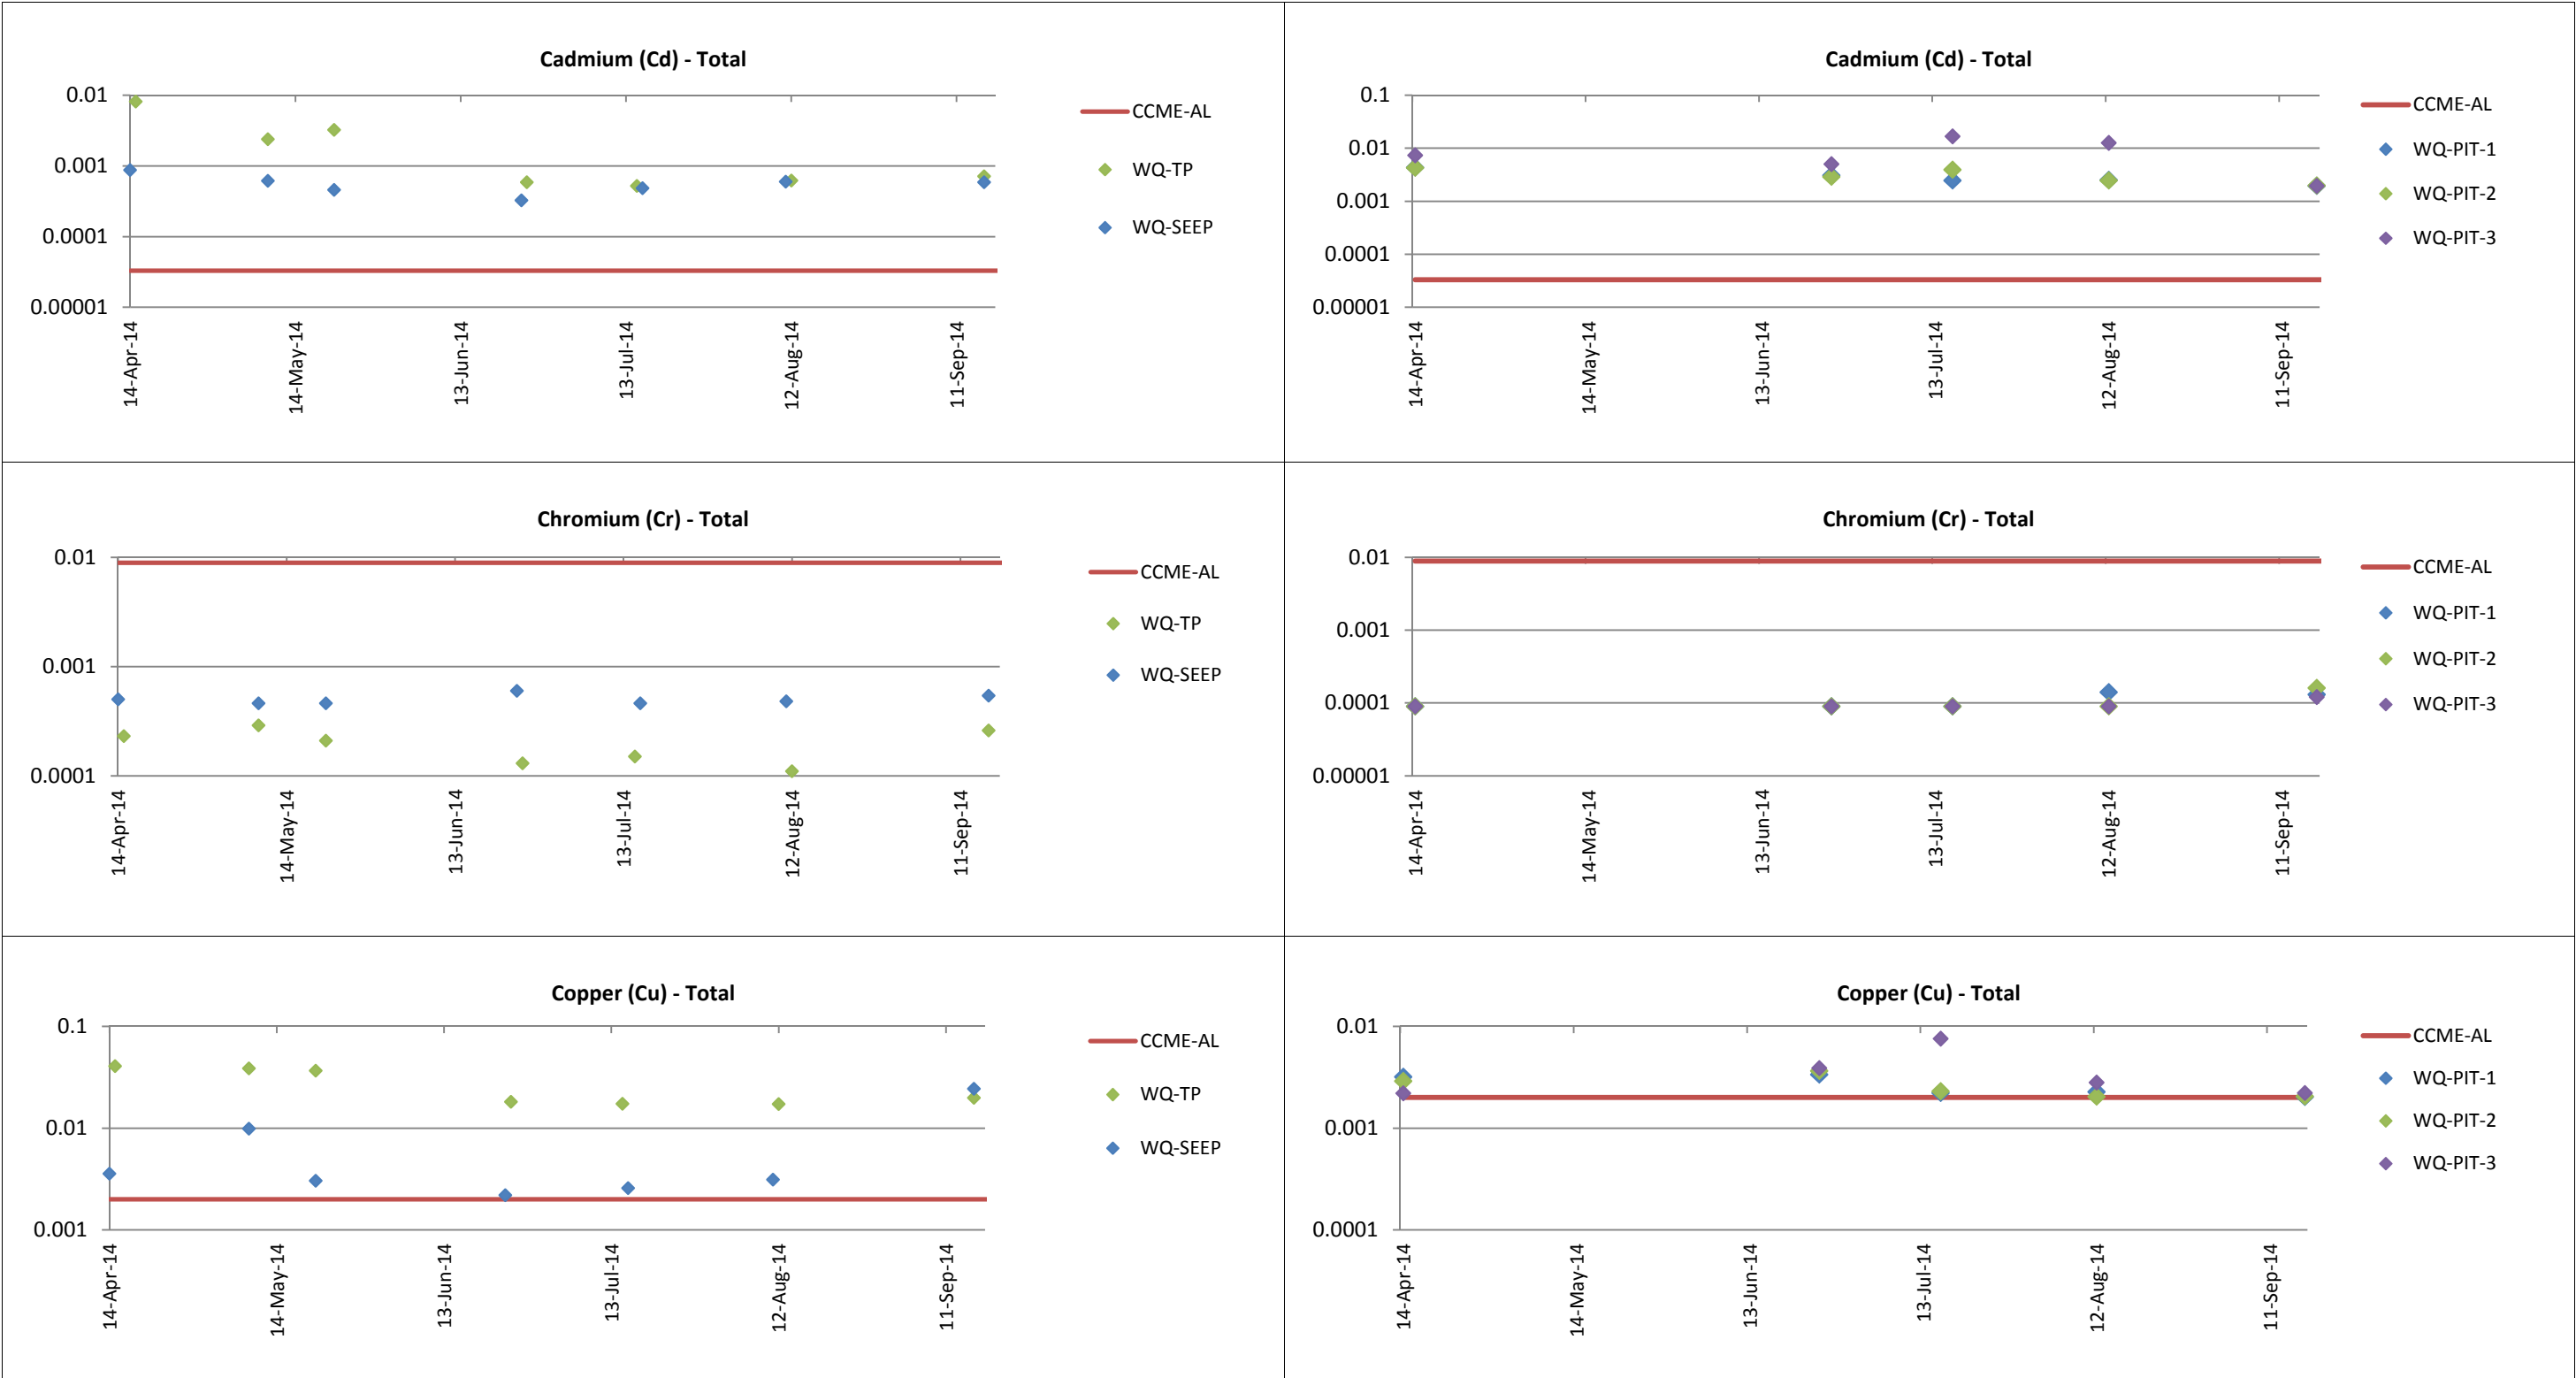 Cadmium (Cd) - Total
0.01
0.001
0.0001
0.00001
14-Apr-14
14-May-14
13-Jun-14
13-Jul-14
12-Aug-14
11-Sep-14
CCME-AL
WQ-TP
WQ-SEEP
Cadmium (Cd) - Total
0.1
0.01
0.001
0.0001
0.00001
14-Apr-14
14-May-14
13-Jun-14
13-Jul-14
12-Aug-14
11-Sep-14
CCME-AL
WQ-PIT-1
WQ-PIT-2
WQ-PIT-3
Chromium (Cr) - Total
0.01
0.001
0.0001
14-Apr-14
14-May-14
13-Jun-14
13-Jul-14
12-Aug-14
11-Sep-14
CCME-AL
WQ-TP
WQ-SEEP
Chromium (Cr) - Total
0.01
0.001
0.0001
0.00001
14-Apr-14
14-May-14
13-Jun-14
13-Jul-14
12-Aug-14
11-Sep-14
CCME-AL
WQ-PIT-1
WQ-PIT-2
WQ-PIT-3
Copper (Cu) - Total
0.1
0.01
0.001
14-Apr-14
14-May-14
13-Jun-14
13-Jul-14
12-Aug-14
11-Sep-14
CCME-AL
WQ-TP
WQ-SEEP
Copper (Cu) - Total
0.01
0.001
0.0001
14-Apr-14
14-May-14
13-Jun-14
13-Jul-14
12-Aug-14
11-Sep-14
CCME-AL
WQ-PIT-1
WQ-PIT-2
WQ-PIT-3